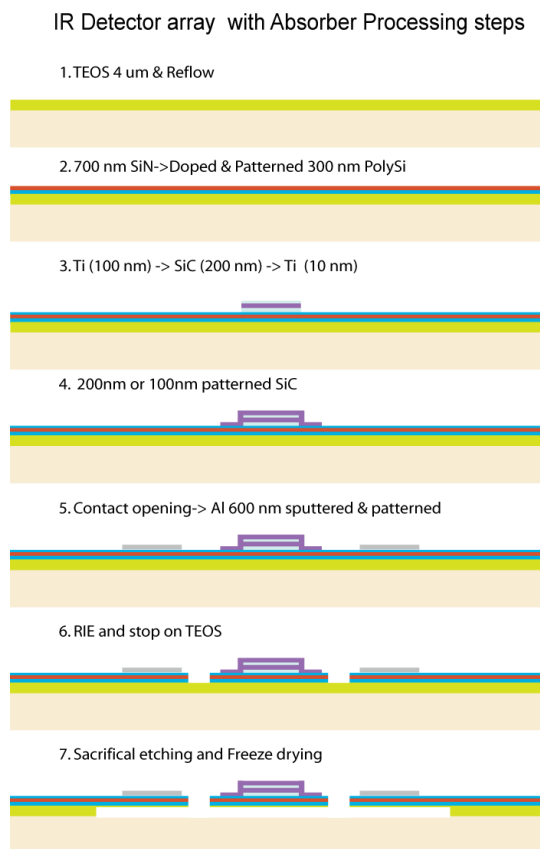 IR Detector array with Absorber Processing steps
1.TEOS 4 um & Reflow
2.700 nm SiN->Doped & Patterned 300 nm PolySi
3.Ti (100 nm) -> SiC (200 nm) -> Ti (10 nm)
4. 200nm or 100nm patterned SiC
5.Contact opening-> Al 600 nm sputtered & patterned
6.RIE and stop on TEOS
7.Sacrifical etching and Freeze drying